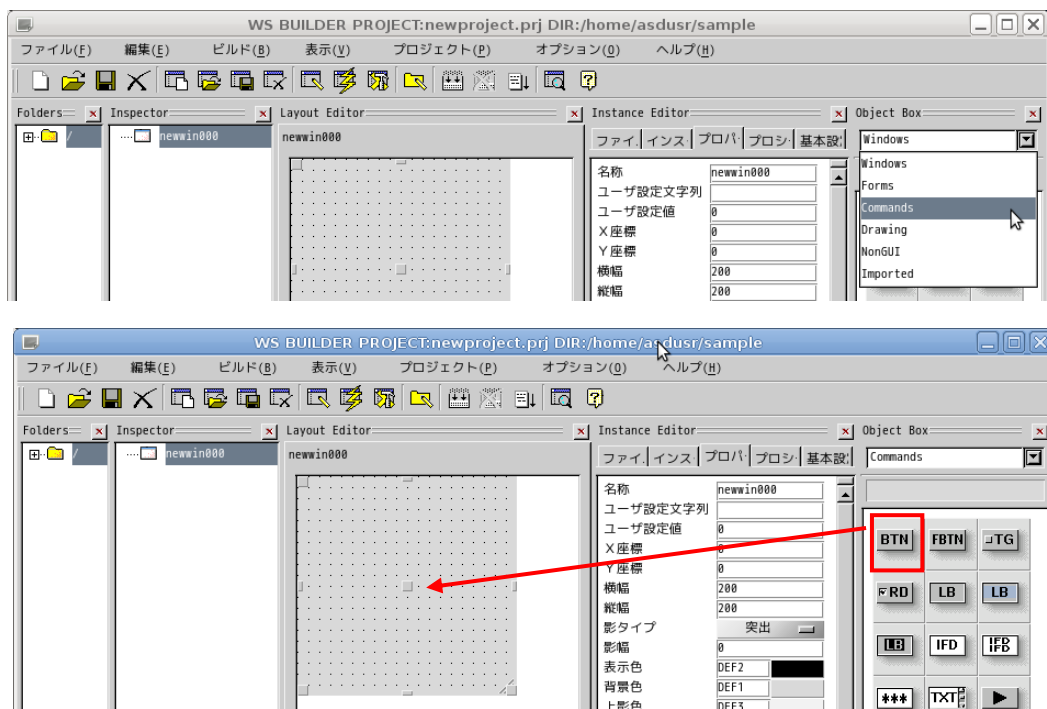 WS BUILDER PROJECT:newproject.prj DIR:/home/asdusr/sample
ファイル(F) 編集(E) ビルド(B) 表示(V) プロジェクト(P) オプション(O) ヘルプ(H)
Folders Inspector Layout Editor Instance Editor Object Box
/ newwin000 newwin000 ファイ. インス プロパ プロシ 基本設 Windows
名称 newwin000
ユーザ設定文字列
ユーザ設定値 0
X座標 0
Y座標 0
横幅 200
縦幅 200
Windows
Forms
Commands
Drawing
NonGUI
Imported
WS BUILDER PROJECT:newproject.prj DIR:/home/asdusr/sample
ファイル(F) 編集(E) ビルド(B) 表示(V) プロジェクト(P) オプション(O) ヘルプ(H)
Folders Inspector Layout Editor Instance Editor Object Box
/ newwin000 newwin000 ファイ. インス プロパ プロシ 基本設 Commands
名称 newwin000
ユーザ設定文字列
ユーザ設定値 0
X座標 0
Y座標 0
横幅 200
縦幅 200
影タイプ 突出
影幅 0
表示色 DEF2
背景色 DEF1
上影色 DEF3
BTN FBTN TG
RD LB LB
LB IFD IFD IFD
*** TXT